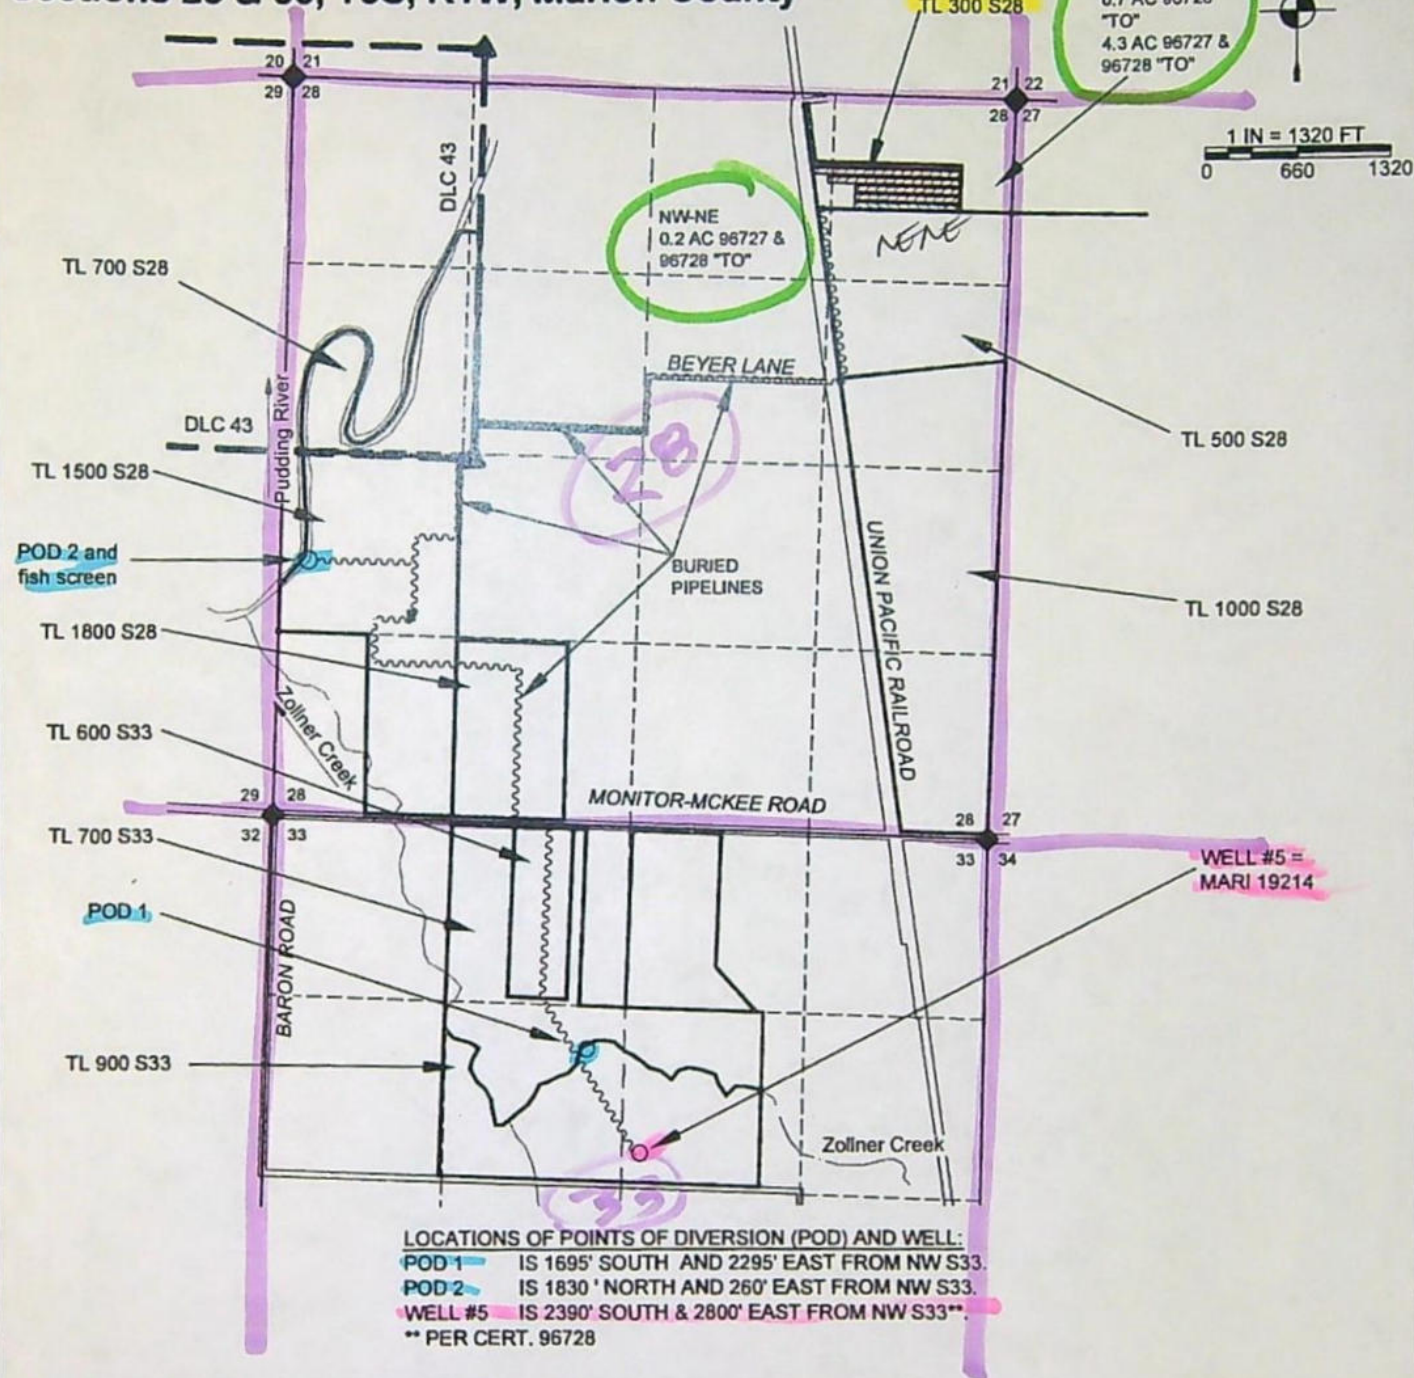 TL 300 S28
"TO"
4.3 AC 96727 &
96728 "TO"
20 21
29 28
21 22
28 27
1 IN = 1320 FT
0 660 1320
DLC 43
NW-NE
0.2 AC 96727 &
96728 "TO"
NENE
TL 700 S28
BEYER LANE
Pudding River
DLC 43
28
TL 500 S28
TL 1500 S28
POD 2 and
fish screen
BURIED
PIPELINES
UNION PACIFIC RAILROAD
TL 1000 S28
TL 1800 S28
Zollner Creek
TL 600 S33
29 28
32 33
MONITOR-MCKEE ROAD
28 27
33 34
TL 700 S33
WELL #5 =
MARI 19214
POD 1
BARON ROAD
TL 900 S33
Zollner Creek
33
LOCATIONS OF POINTS OF DIVERSION (POD) AND WELL:
POD 1 IS 1695' SOUTH AND 2295' EAST FROM NW S33.
POD 2 IS 1830 ' NORTH AND 260' EAST FROM NW S33.
WELL #5 IS 2390' SOUTH & 2800' EAST FROM NW S33**.
** PER CERT. 96728